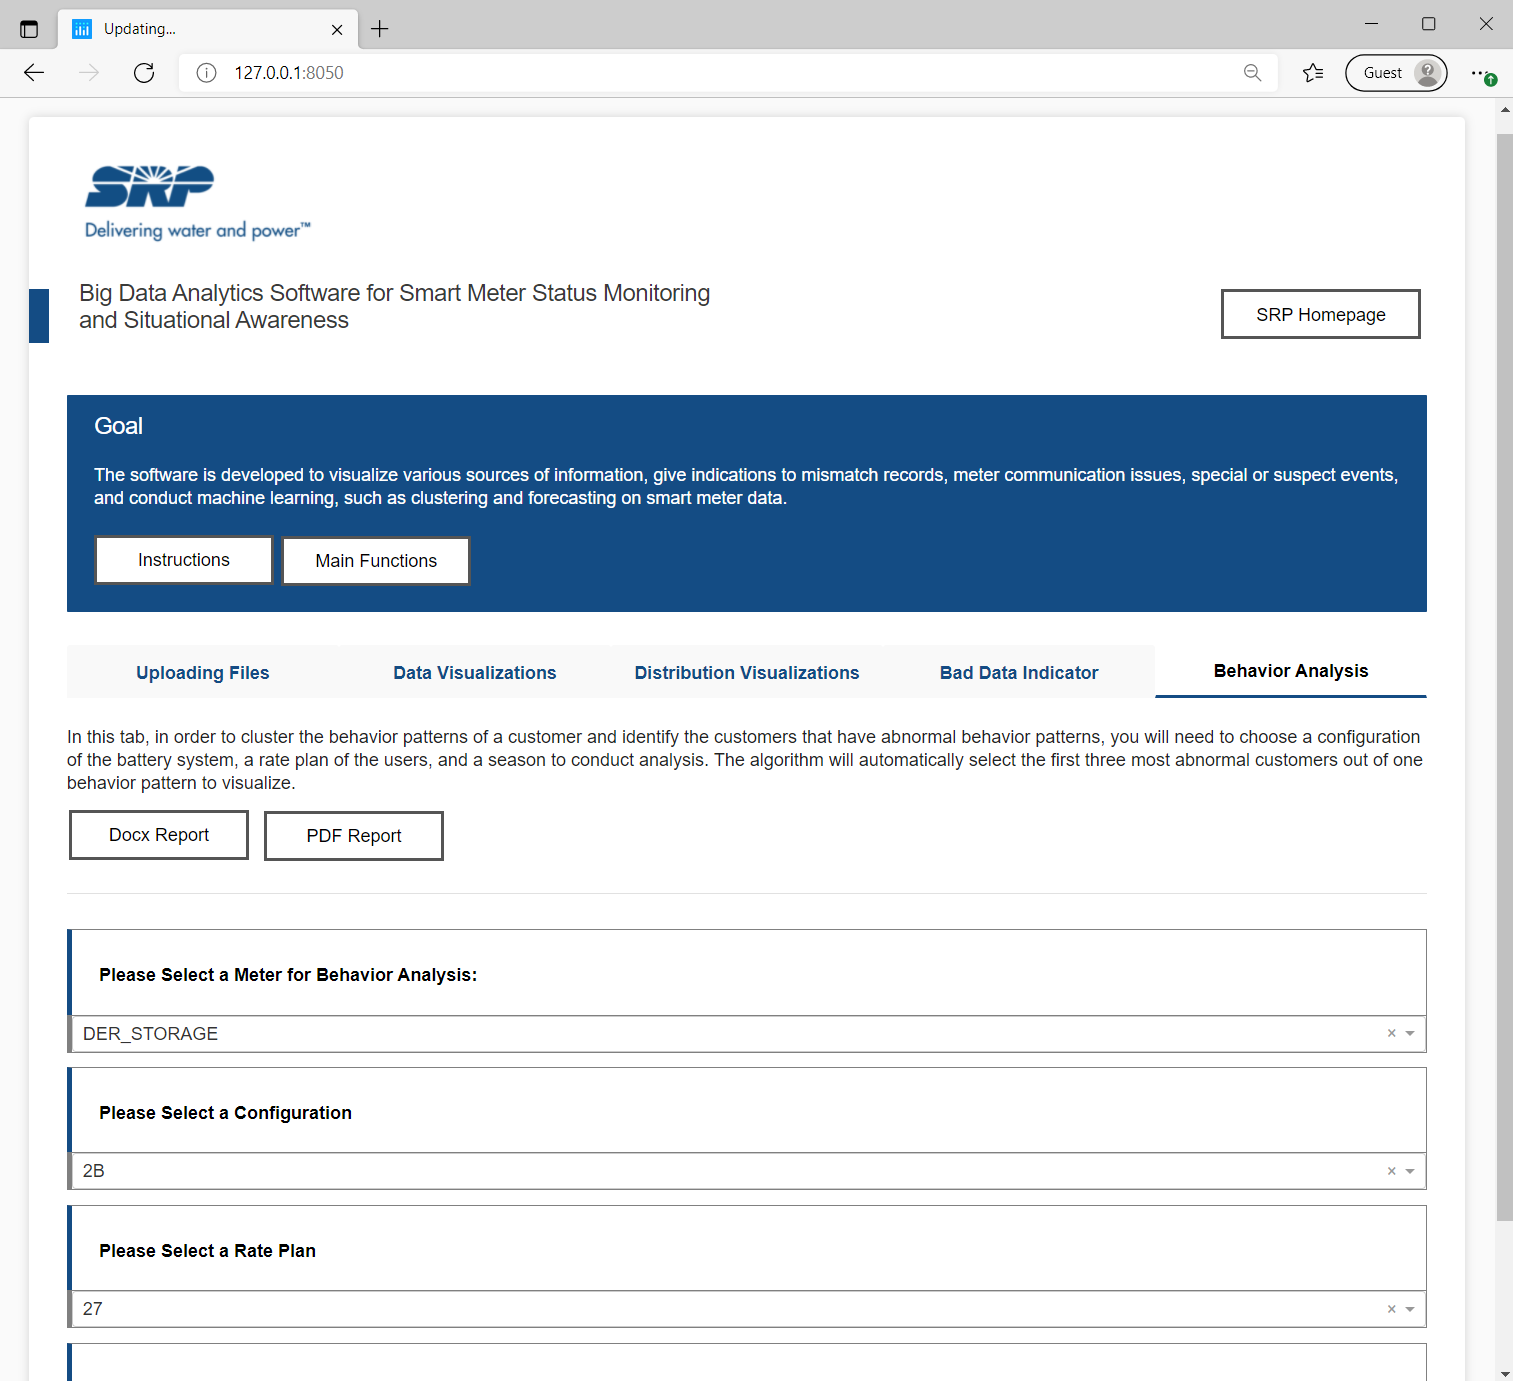 Updating...
127.0.0.1:8050
Guest
SRP
Delivering water and power™
Big Data Analytics Software for Smart Meter Status Monitoring
and Situational Awareness
SRP Homepage
Goal
The software is developed to visualize various sources of information, give indications to mismatch records, meter communication issues, special or suspect events,
and conduct machine learning, such as clustering and forecasting on smart meter data.
Instructions
Main Functions
Uploading Files
Data Visualizations
Distribution Visualizations
Bad Data Indicator
Behavior Analysis
In this tab, in order to cluster the behavior patterns of a customer and identify the customers that have abnormal behavior patterns, you will need to choose a configuration
of the battery system, a rate plan of the users, and a season to conduct analysis. The algorithm will automatically select the first three most abnormal customers out of one
behavior pattern to visualize.
Docx Report
PDF Report
Please Select a Meter for Behavior Analysis:
DER_STORAGE
Please Select a Configuration
2B
Please Select a Rate Plan
27